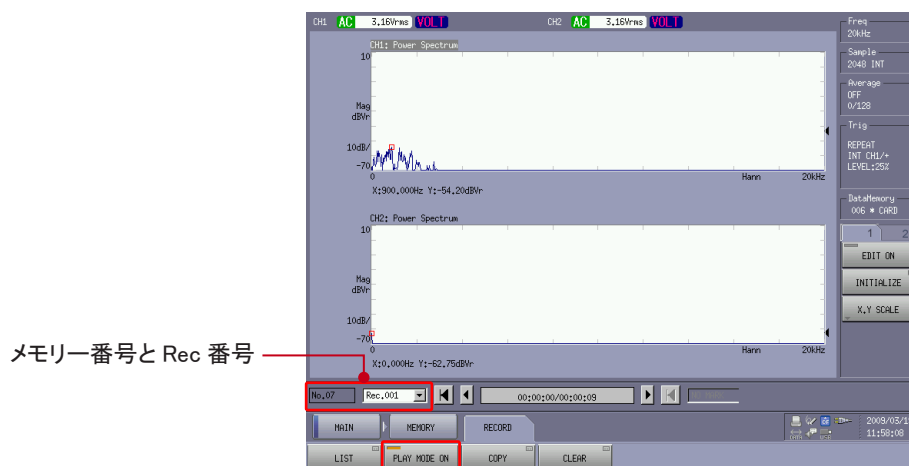 CH1 AC 3.16Vrms VOLT CH2 AC 3.16Vrms VOLT
CH1: Power Spectrum
10
Mag
dBVr
10dB/
-70
0 Hann 20kHz
X:900.000Hz Y:-54.20dBVr
CH2: Power Spectrum
10
Mag
dBVr
10dB/
-70
0 Hann 20kHz
X:0.000Hz Y:-62.75dBVr
Freq
20kHz
Sample
2048 INT
Average
OFF
0/128
Trig
REPEAT
INT CH1/+
LEVEL:25%
DataMemory
006 * CARD
1 2
EDIT ON
INITIALIZE
X,Y SCALE
メモリー番号と Rec 番号
No.07 Rec.001 00:00:00/00:00:09
MAIN MEMORY RECORD
2009/03/1
11:58:08
LIST PLAY MODE ON COPY CLEAR